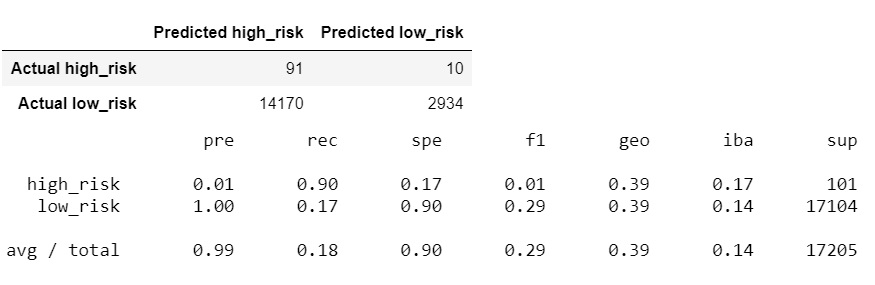 Predicted high_risk Predicted low_risk
Actual high_risk 91 10
Actual low_risk 14170 2934
pre rec spe f1 geo iba sup
high_risk 0.01 0.90 0.17 0.01 0.39 0.17 101
low_risk 1.00 0.17 0.90 0.29 0.39 0.14 17104
avg / total 0.99 0.18 0.90 0.29 0.39 0.14 17205